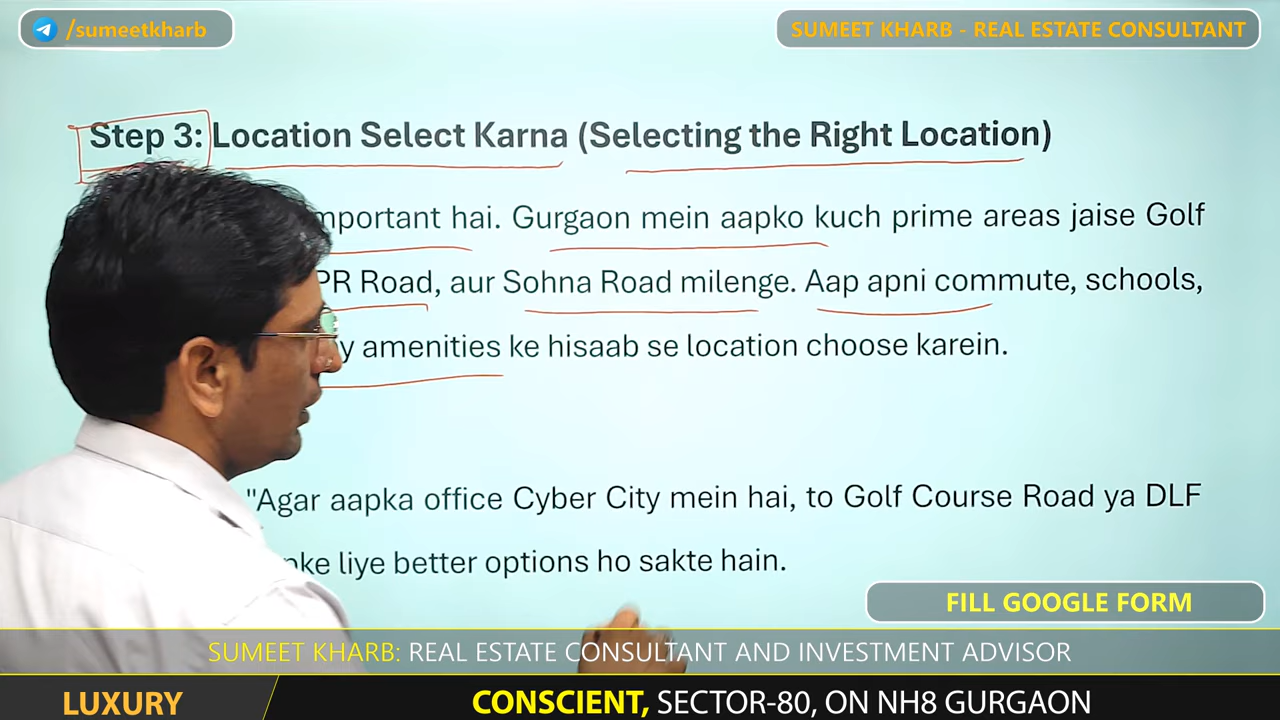 /sumeetkharb
SUMEET KHARB - REAL ESTATE CONSULTANT
Step 3: Location Select Karna (Selecting the Right Location)
hai. Gurgaon mein aapko kuch prime areas jaise Golf
Road, aur Sohna Road milenge. Aap apni commute, schools,
amenities ke hisaab se location choose karein.
"Agar aapka office Cyber City mein hai, to Golf Course Road ya DLF
liye better options ho sakte hain.
FILL GOOGLE FORM
SUMEET KHARB: REAL ESTATE CONSULTANT AND INVESTMENT ADVISOR
LUXURY
CONSCIENT, SECTOR-80, ON NH8 GURGAON